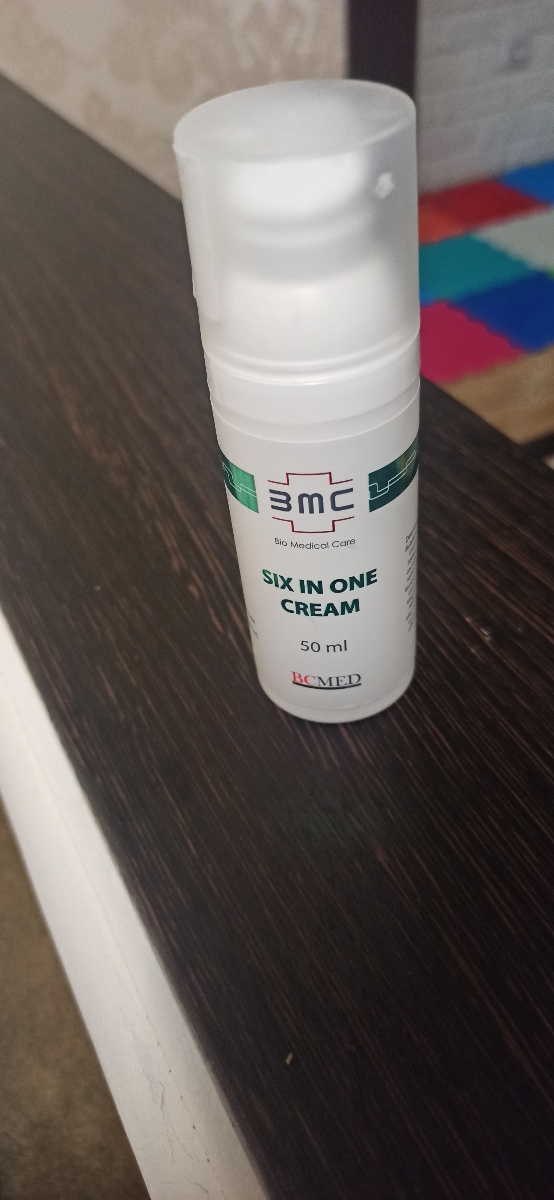 BMC
Bio Medical Care
SIX IN ONE
CREAM
50 ml
BCMED